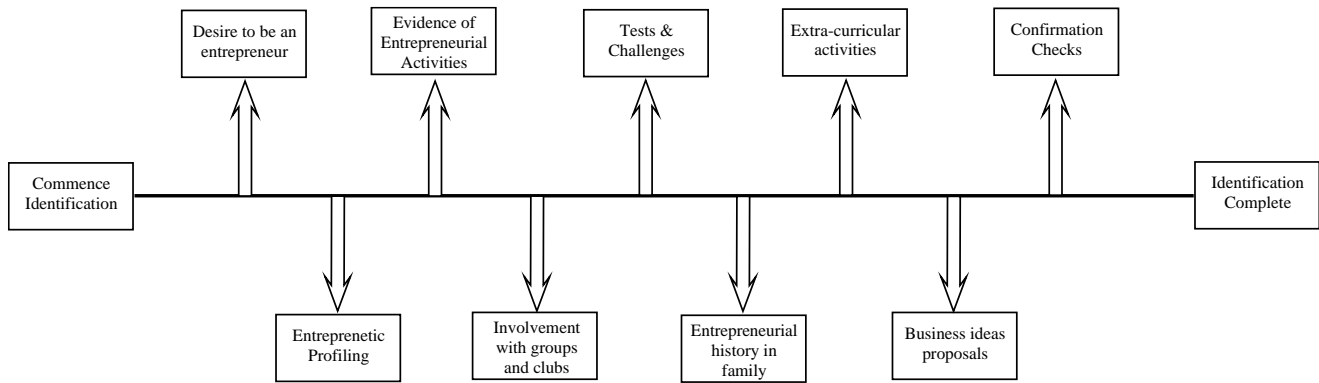 Desire to be an
entrepreneur
Evidence of
Entrepreneurial
Activities
Tests &
Challenges
Extra-curricular
activities
Confirmation
Checks
Commence
Identification
Identification
Complete
Entreprenetic
Profiling
Involvement
with groups
and clubs
Entrepreneurial
history in
family
Business ideas
proposals